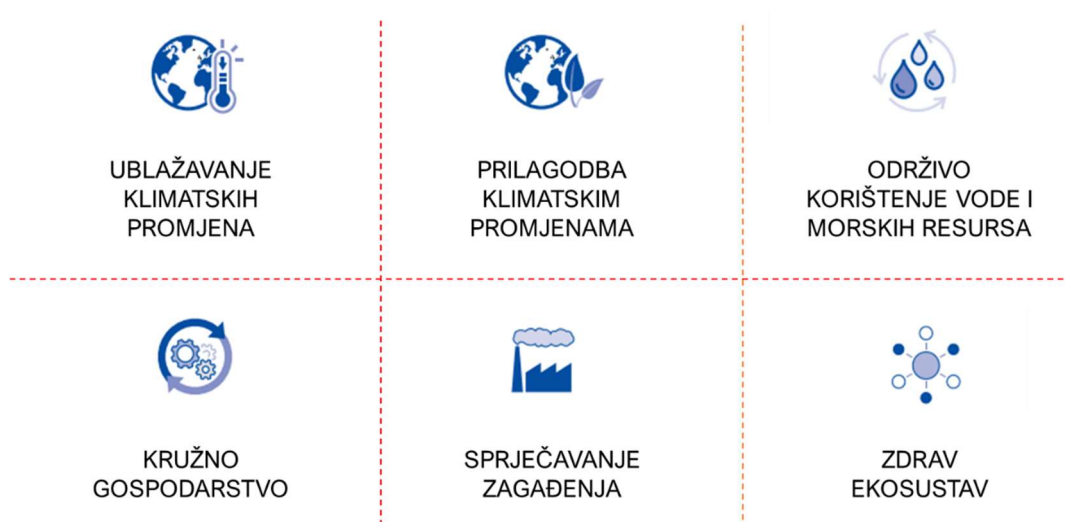 UBLAŽAVANJE
KLIMATSKIH
PROMJENA
PRILAGODBA
KLIMATSKIM
PROMJENAMA
ODRŽIVO
KORIŠTENJE VODE I
MORSKIH RESURSA
KRUŽNO
GOSPODARSTVO
SPRJEČAVANJE
ZAGAĐENJA
ZDRAV
EKOSUSTAV